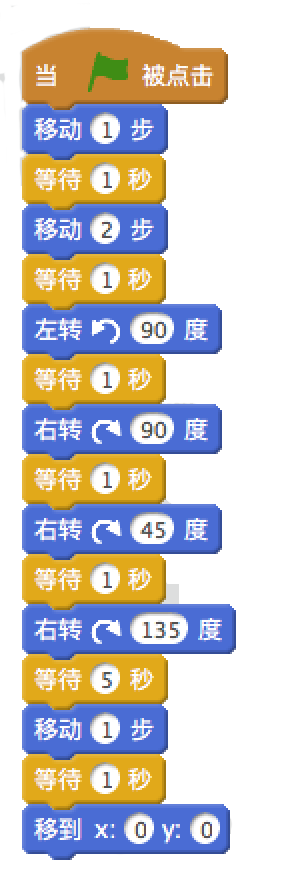 当 被点击
移动 1 步
等待 1 秒
移动 2 步
等待 1 秒
左转 90 度
等待 1 秒
右转 90 度
等待 1 秒
右转 45 度
等待 1 秒
右转 135 度
等待 5 秒
移动 1 步
等待 1 秒
移到 x: 0 y: 0